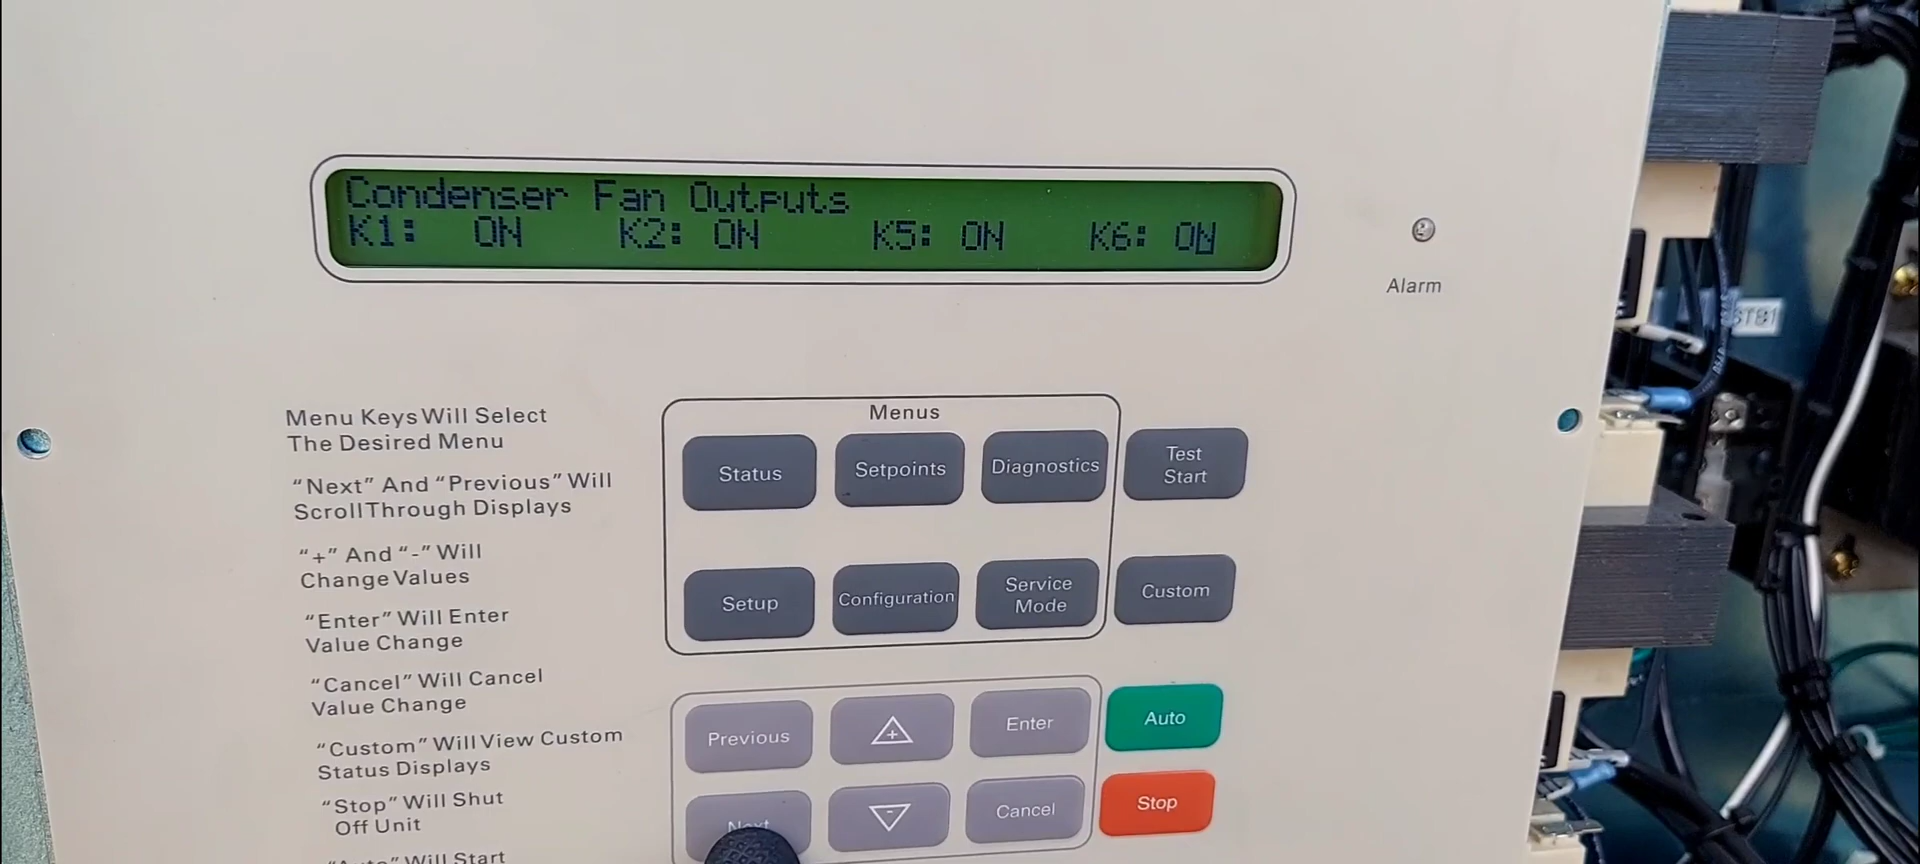 Condenser Fan Outputs
K1: ON K2: ON K5: ON K6: ON
Alarm
STB1
Menu Keys Will Select
The Desired Menu
“Next” And “Previous” Will
Scroll Through Displays
“+” And “-” Will
Change Values
“Enter” Will Enter
Value Change
“Cancel” Will Cancel
Value Change
“Custom” Will View Custom
Status Displays
“Stop” Will Shut
Off Unit
“Auto” Will Start
Menus
Status Setpoints Diagnostics Test Start
Setup Configuration Service Mode Custom
Previous + Enter Auto
Next - Cancel Stop